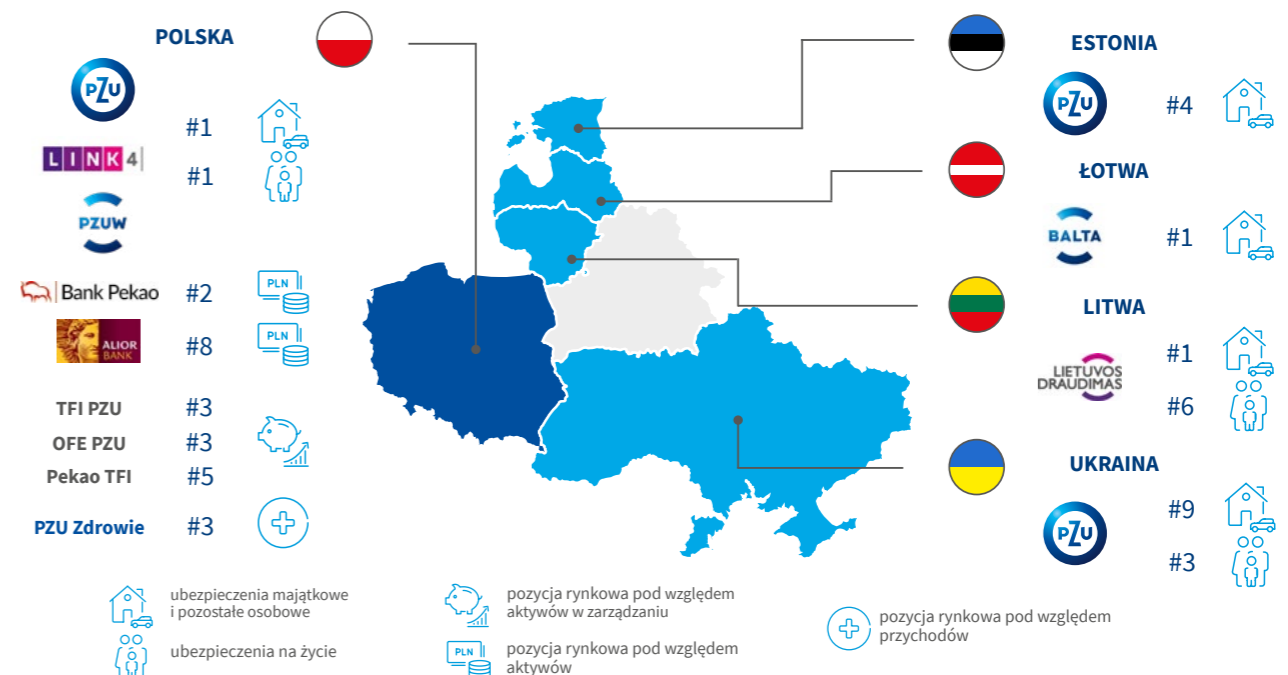 POLSKA
PZU
#1
LINK4
#1
PZUW
Bank Pekao
#2
PLN
ALIOR
BANK
#8
PLN
TFI PZU
#3
OFE PZU
#3
Pekao TFI
#5
PZU Zdrowie
#3
ESTONIA
PZU
#4
ŁOTWA
BALTA
#1
LITWA
#1
LIETUVOS
DRAUDIMAS
#6
UKRAINA
#9
PZU
#3
ubezpieczenia majątkowe
i pozostałe osobowe
ubezpieczenia na życie
pozycja rynkowa pod względem
aktywów w zarządzaniu
PLN
pozycja rynkowa pod względem
aktywów
pozycja rynkowa pod względem
przychodów